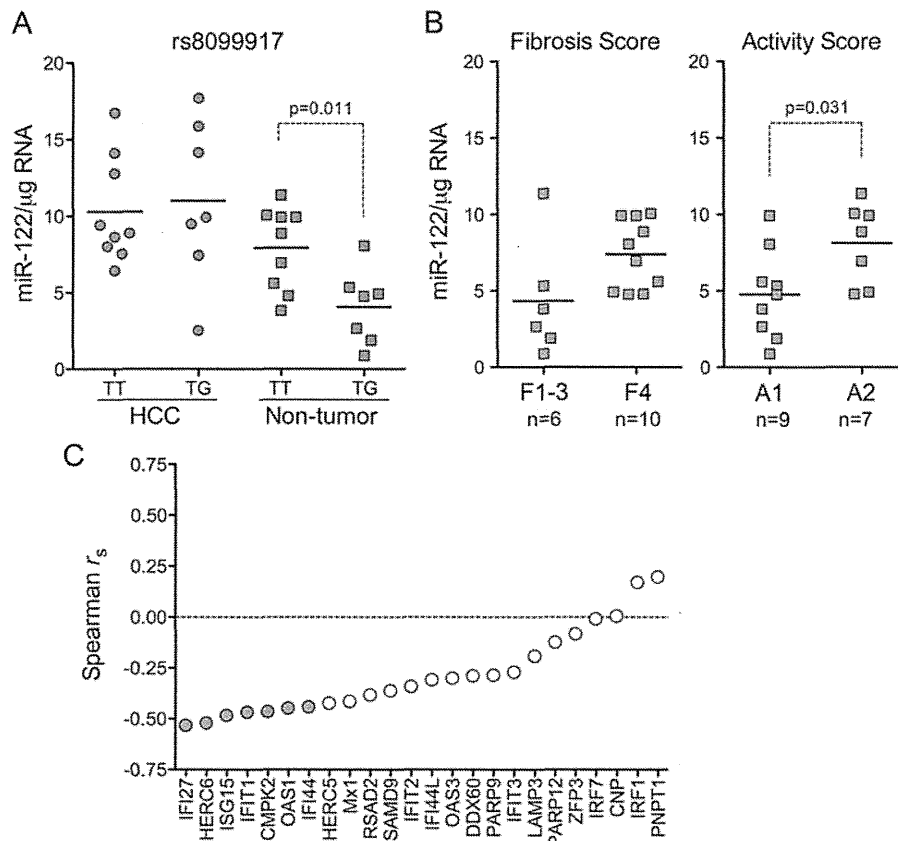 A
rs8099917
miR-122/µg RNA
20
15
10
5
0
p=0.011
TT TG TT TG
HCC Non-tumor
B
Fibrosis Score
20
15
10
5
0
F1-3 F4
n=6 n=10
Activity Score
20
15
10
5
0
p=0.031
A1 A2
n=9 n=7
C
Spearman rs
0.75
0.50
0.25
0.00
-0.25
-0.50
-0.75
IFI27
HERC6
ISG15
IFIT1
CMPK2
OAS1
IFI44
HERC5
Mx1
RSAD2
SAMD9
IFIT2
IFI44L
OAS3
DDX60
PARP9
IFIT3
LAMP3
PARP12
ZFP3
IRF7
CNP
IRF1
PNPT1